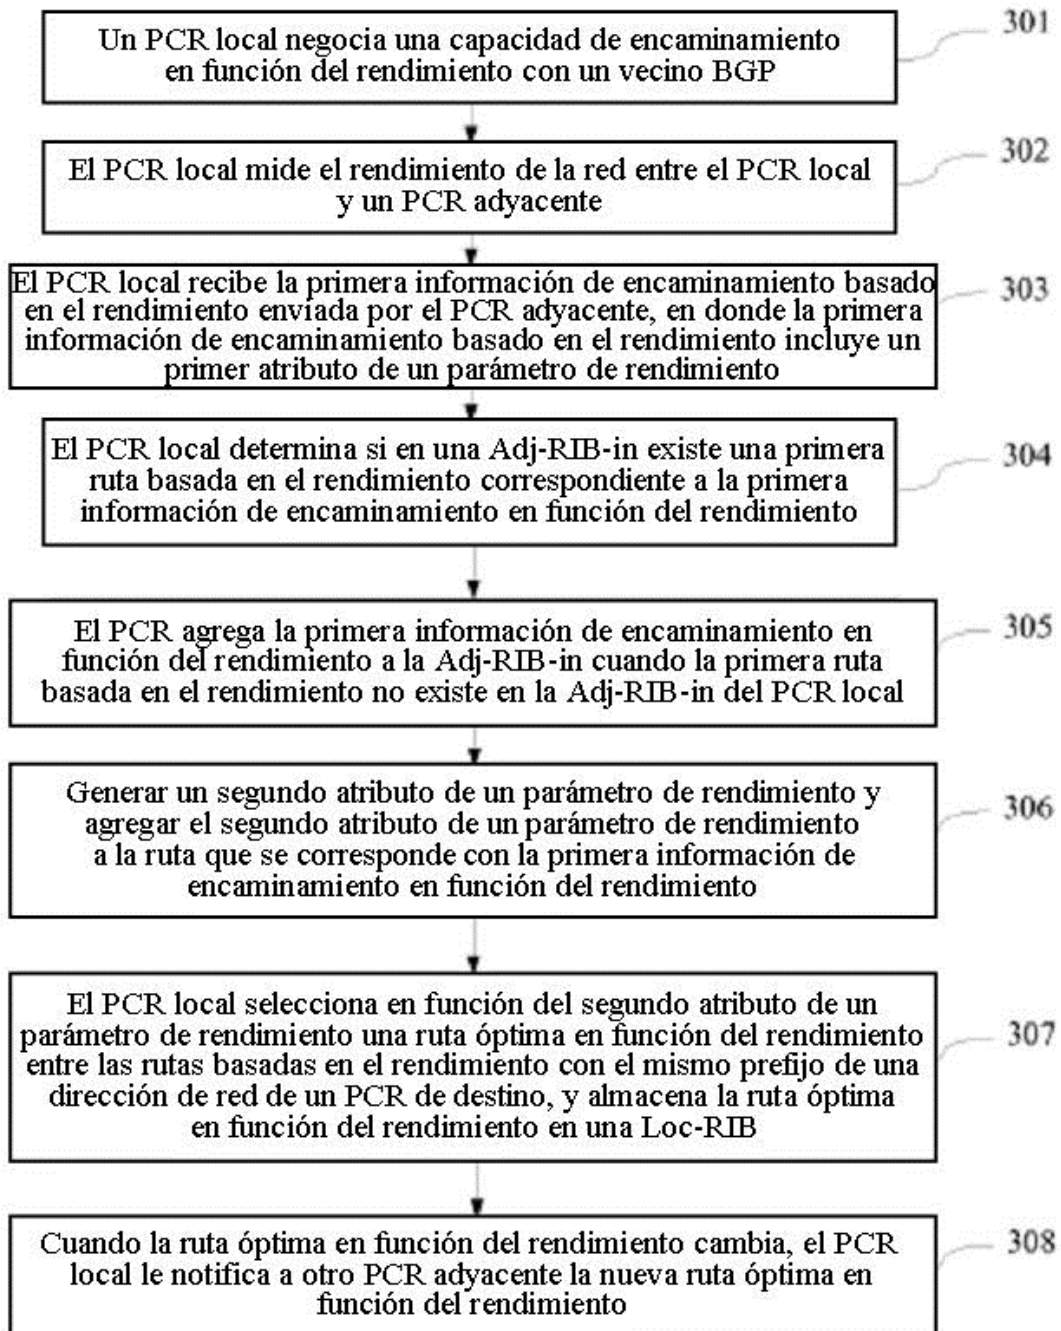 Un PCR local negocia una capacidad de encaminamiento
en función del rendimiento con un vecino BGP
301
El PCR local mide el rendimiento de la red entre el PCR local
y un PCR adyacente
302
El PCR local recibe la primera información de encaminamiento basado
en el rendimiento enviada por el PCR adyacente, en donde la primera
información de encaminamiento basado en el rendimiento incluye un
primer atributo de un parámetro de rendimiento
303
El PCR local determina si en una Adj-RIB-in existe una primera
ruta basada en el rendimiento correspondiente a la primera
información de encaminamiento en función del rendimiento
304
El PCR agrega la primera información de encaminamiento en
función del rendimiento a la Adj-RIB-in cuando la primera ruta
basada en el rendimiento no existe en la Adj-RIB-in del PCR local
305
Generar un segundo atributo de un parámetro de rendimiento y
agregar el segundo atributo de un parámetro de rendimiento
a la ruta que se corresponde con la primera información de
encaminamiento en función del rendimiento
306
El PCR local selecciona en función del segundo atributo de un
parámetro de rendimiento una ruta óptima en función del rendimiento
entre las rutas basadas en el rendimiento con el mismo prefijo de una
dirección de red de un PCR de destino, y almacena la ruta óptima
en función del rendimiento en una Loc-RIB
307
Cuando la ruta óptima en función del rendimiento cambia, el PCR
local le notifica a otro PCR adyacente la nueva ruta óptima en
función del rendimiento
308